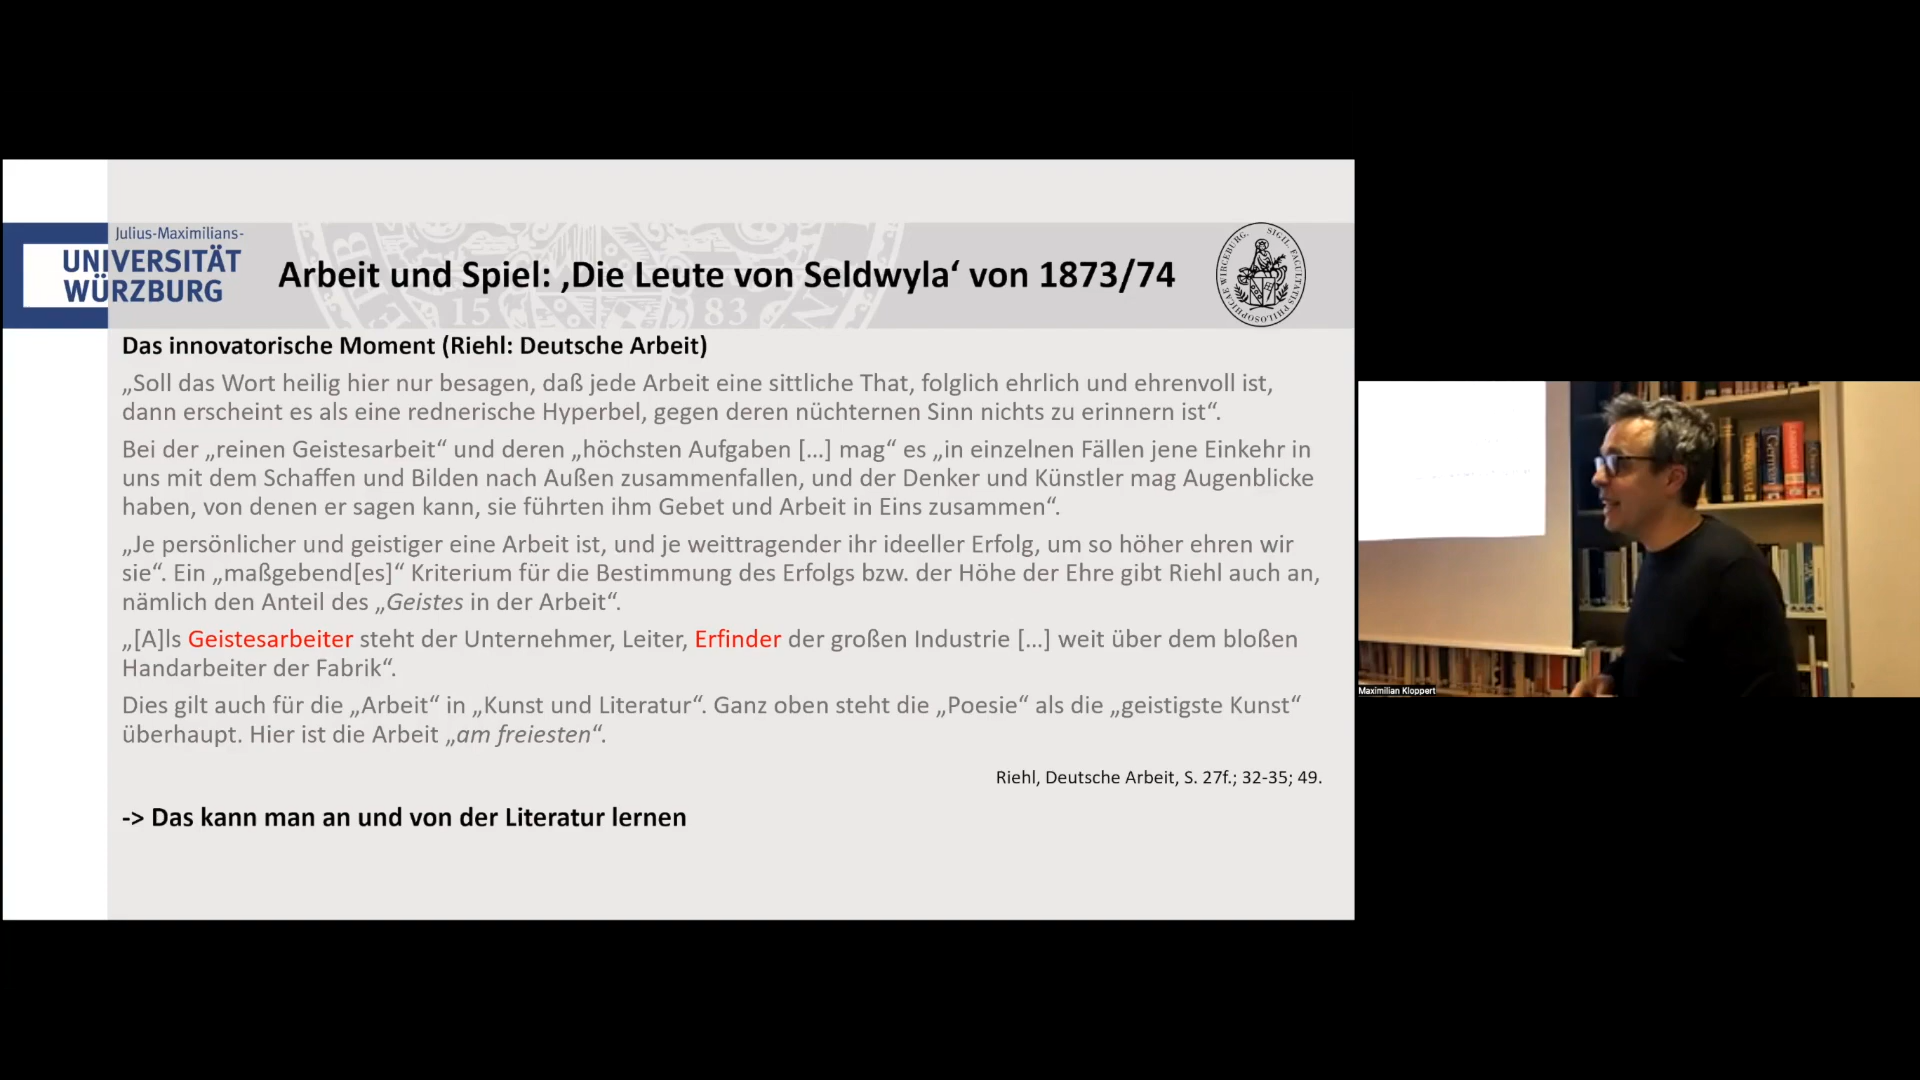 Julius-Maximilians-
UNIVERSITÄT
WÜRZBURG
Arbeit und Spiel: ‚Die Leute von Seldwyla‘ von 1873/74
SIGIL. FACULTATIS PHILOSOPHICAE WIRCEBURG.
15 83
Das innovatorische Moment (Riehl: Deutsche Arbeit)
„Soll das Wort heilig hier nur besagen, daß jede Arbeit eine sittliche That, folglich ehrlich und ehrenvoll ist,
dann erscheint es als eine rednerische Hyperbel, gegen deren nüchternen Sinn nichts zu erinnern ist“.
Bei der „reinen Geistesarbeit“ und deren „höchsten Aufgaben [...] mag“ es „in einzelnen Fällen jene Einkehr in
uns mit dem Schaffen und Bilden nach Außen zusammenfallen, und der Denker und Künstler mag Augenblicke
haben, von denen er sagen kann, sie führten ihm Gebet und Arbeit in Eins zusammen“.
„Je persönlicher und geistiger eine Arbeit ist, und je weittragender ihr ideeller Erfolg, um so höher ehren wir
sie“. Ein „maßgebend[es]“ Kriterium für die Bestimmung des Erfolgs bzw. der Höhe der Ehre gibt Riehl auch an,
nämlich den Anteil des „Geistes in der Arbeit“.
„[A]ls Geistesarbeiter steht der Unternehmer, Leiter, Erfinder der großen Industrie [...] weit über dem bloßen
Handarbeiter der Fabrik“.
Dies gilt auch für die „Arbeit“ in „Kunst und Literatur“. Ganz oben steht die „Poesie“ als die „geistigste Kunst“
überhaupt. Hier ist die Arbeit „am freiesten“.
Riehl, Deutsche Arbeit, S. 27f.; 32-35; 49.
-> Das kann man an und von der Literatur lernen
Maximilian Kloppert